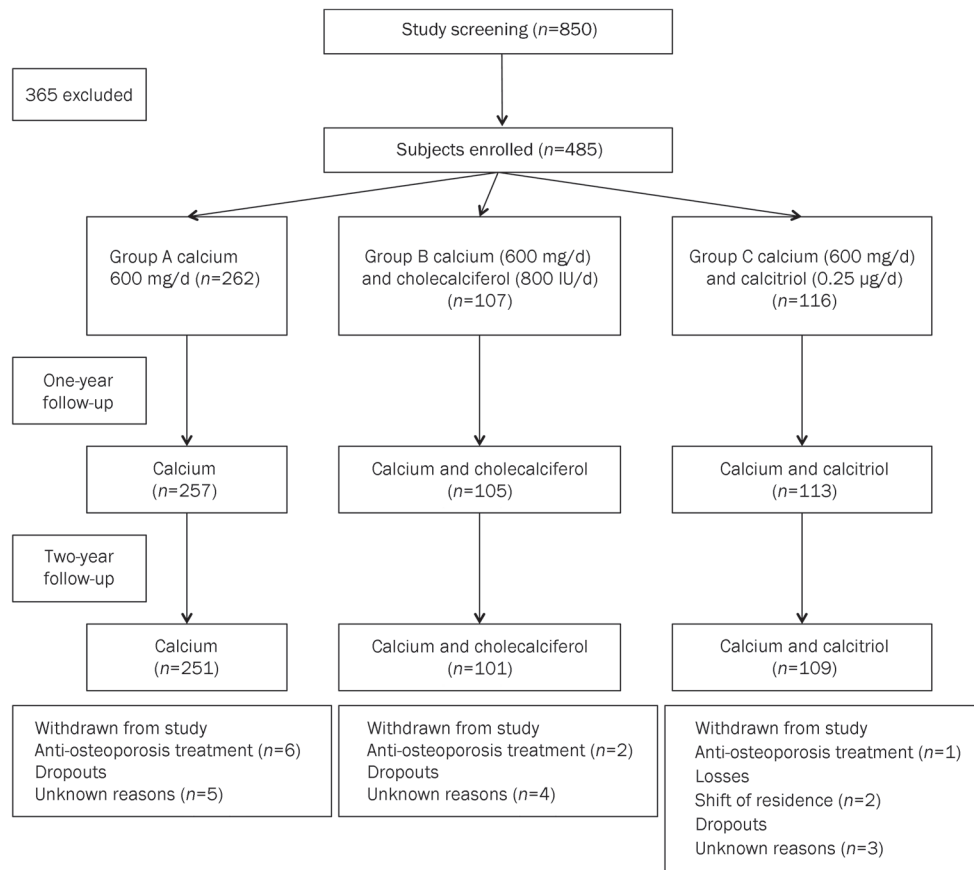 Study screening (n=850)
365 excluded
Subjects enrolled (n=485)
Group A calcium
600 mg/d (n=262)
Group B calcium (600 mg/d)
and cholecalciferol (800 IU/d)
(n=107)
Group C calcium (600 mg/d)
and calcitriol (0.25 µg/d)
(n=116)
One-year
follow-up
Calcium
(n=257)
Calcium and cholecalciferol
(n=105)
Calcium and calcitriol
(n=113)
Two-year
follow-up
Calcium
(n=251)
Calcium and cholecalciferol
(n=101)
Calcium and calcitriol
(n=109)
Withdrawn from study
Anti-osteoporosis treatment (n=6)
Dropouts
Unknown reasons (n=5)
Withdrawn from study
Anti-osteoporosis treatment (n=2)
Dropouts
Unknown reasons (n=4)
Withdrawn from study
Anti-osteoporosis treatment (n=1)
Losses
Shift of residence (n=2)
Dropouts
Unknown reasons (n=3)